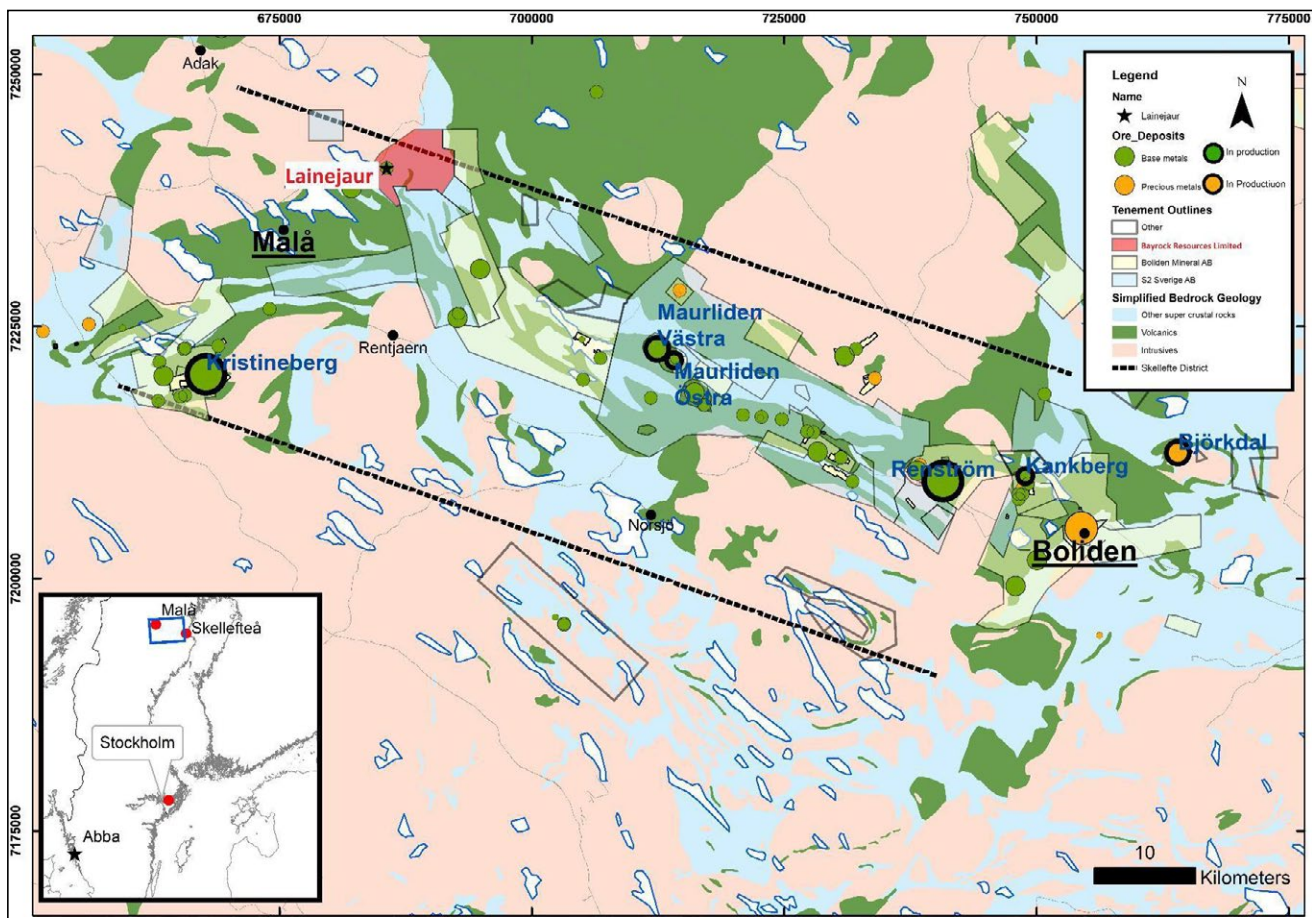 675000
700000
725000
750000
775000
7250000
7225000
7200000
7175000
Adak
Lainejaur
Malå
Rentjaern
Kristineberg
Maurliden
Västra
Maurliden
Östra
Renström
Kankberg
Björkdal
Norsjö
Boliden
Legend
N
Name
Lainejaur
Ore_Deposits
Base metals
In production
Precious metals
In Productiuon
Tenement Outlines
Other
Bayrock Resources Limited
Boliden Mineral AB
S2 Sverige AB
Simplified Bedrock Geology
Other super crustal rocks
Volcanics
Intrusives
Skellefte District
Malå
Skellefteå
Stockholm
Abba
10
Kilometers